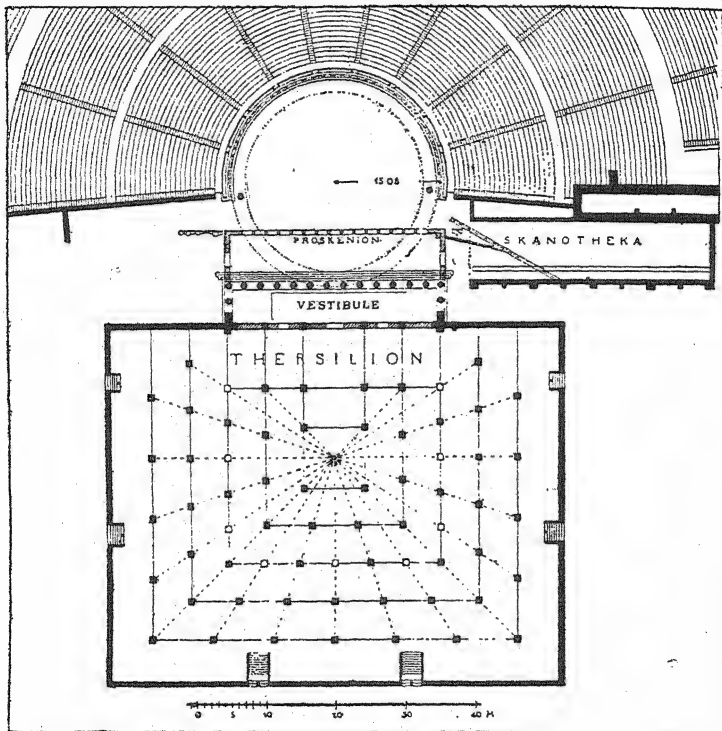 15 08
PROSKENION
SKANOTHEKA
VESTIBULE
THERSILION
0 5 10 20 30 40 M